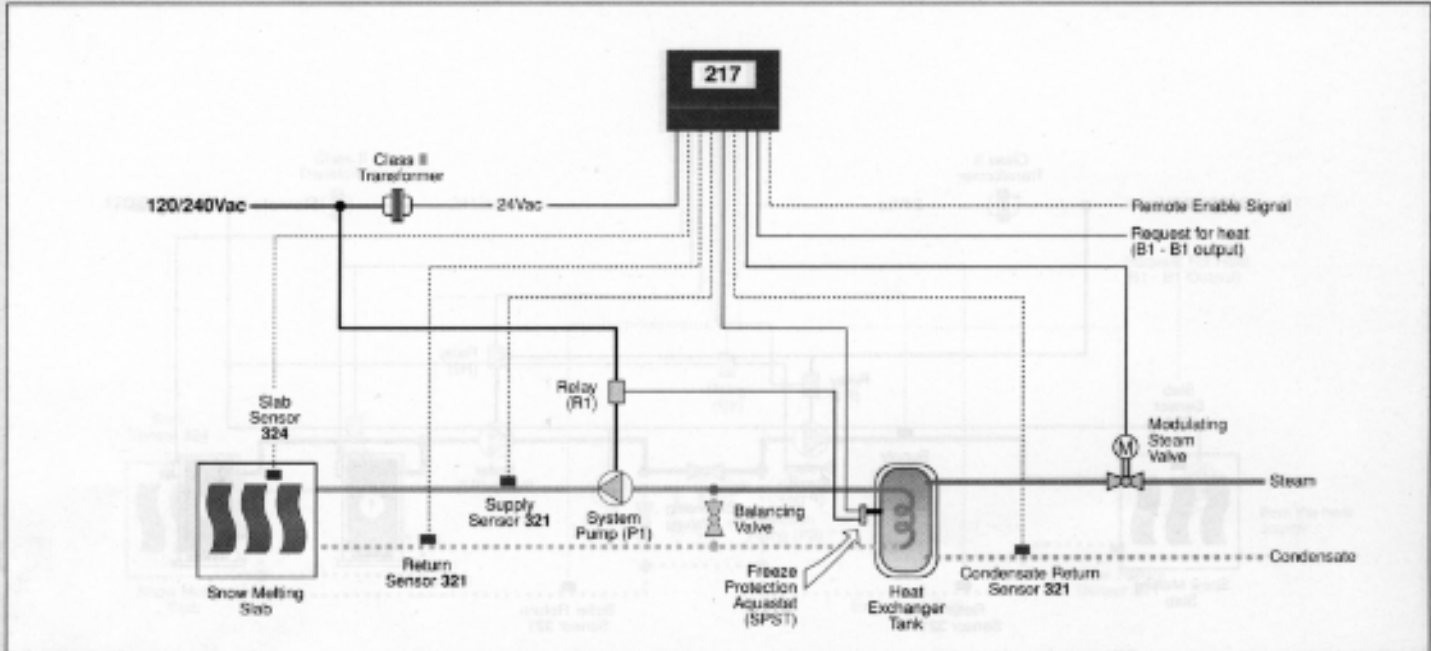 217
Class II
Transformer
120/240Vac
24Vac
Remote Enable Signal
Request for heat
(B1 - B1 output)
Relay
(R1)
Slab
Sensor
324
Modulating
Steam
Valve
M
Steam
Supply
Sensor 321
System
Pump (P1)
Balancing
Valve
Return
Sensor 321
Condensate
Snow Melting
Slab
Freeze
Protection
Aquastat
(SPST)
Heat
Exchanger
Tank
Condensate Return
Sensor 321